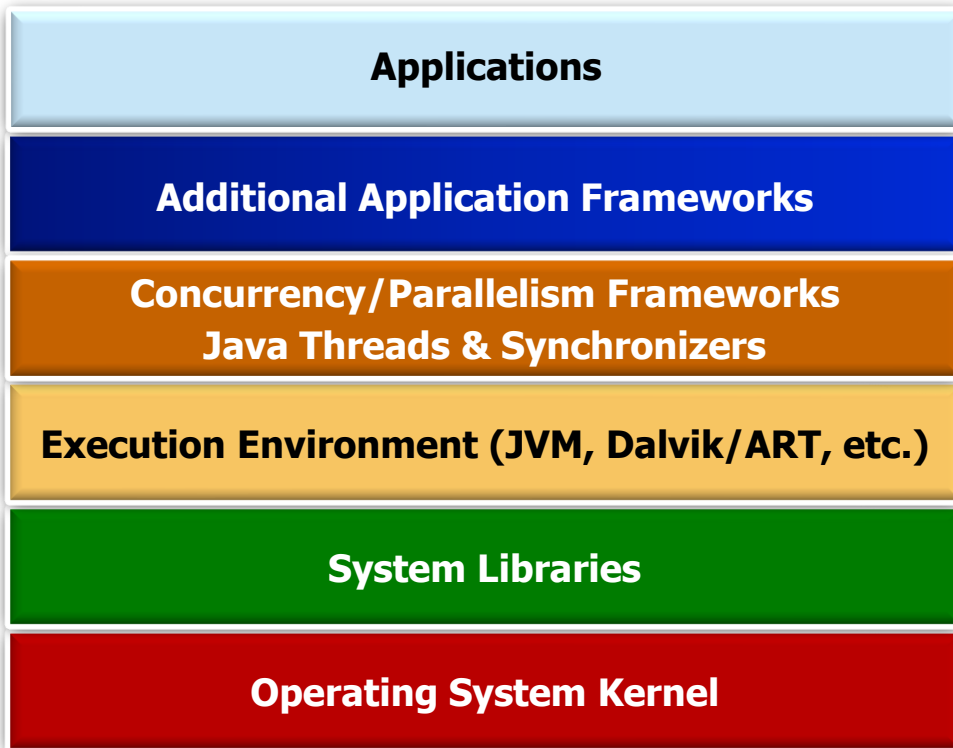 Applications
Additional Application Frameworks
Concurrency/Parallelism Frameworks
Java Threads & Synchronizers
Execution Environment (JVM, Dalvik/ART, etc.)
System Libraries
Operating System Kernel